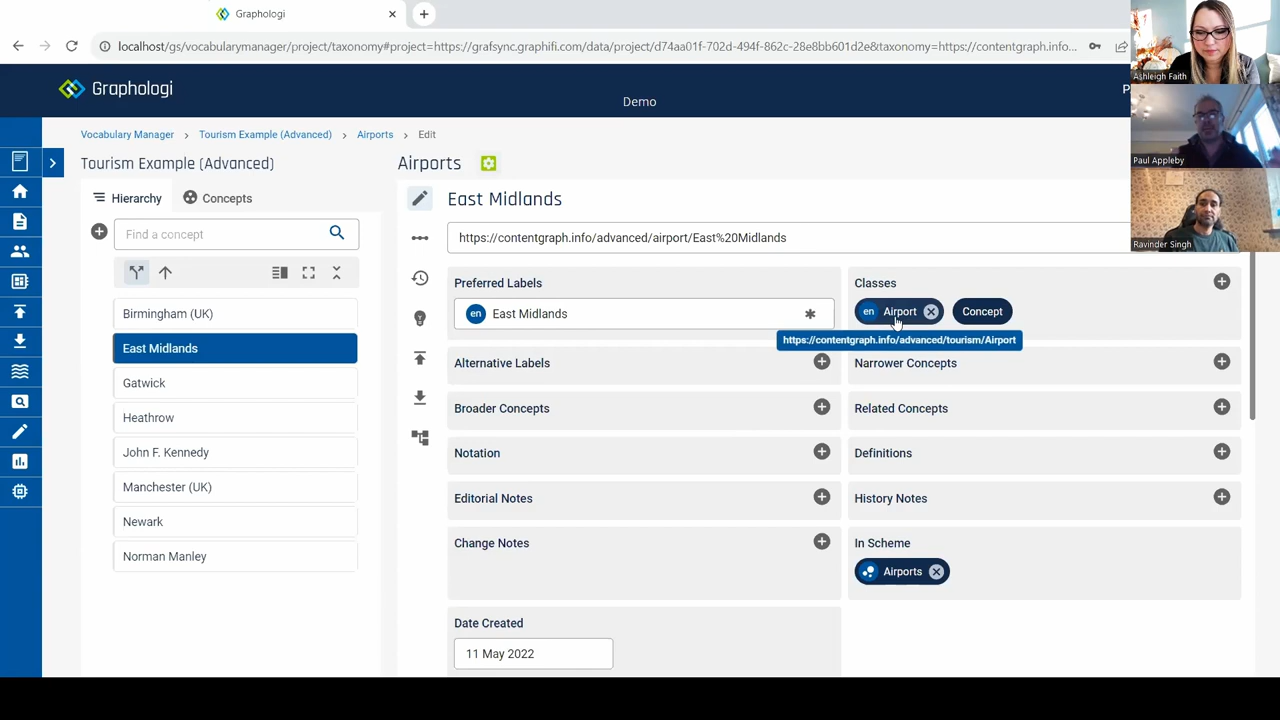 Graphologi
localhost/gs/vocabularymanager/project/taxonomy#project=https://grafsync.graphifi.com/data/project/d74aa01f-702d-494f-862c-28e8bb601d2e&taxonomy=https://contentgraph.info...
Graphologi
Demo
P
Ashleigh Faith
Paul Appleby
Ravinder Singh
Vocabulary Manager > Tourism Example (Advanced) > Airports > Edit
Tourism Example (Advanced)
Hierarchy
Concepts
Find a concept
Birmingham (UK)
East Midlands
Gatwick
Heathrow
John F. Kennedy
Manchester (UK)
Newark
Norman Manley
Airports
East Midlands
https://contentgraph.info/advanced/airport/East%20Midlands
Preferred Labels
en East Midlands *
Classes
en Airport
Concept
https://contentgraph.info/advanced/tourism/Airport
Alternative Labels
Narrower Concepts
Broader Concepts
Related Concepts
Notation
Definitions
Editorial Notes
History Notes
Change Notes
In Scheme
Airports
Date Created
11 May 2022